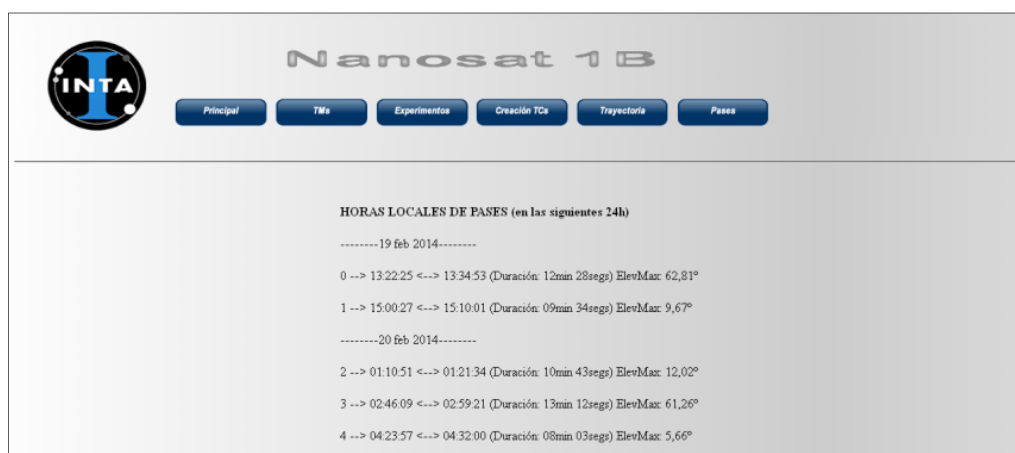 INTA
Nanosat 1B
Principal TMs Experimentos Creación TCs Trayectoria Pases
HORAS LOCALES DE PASES (en las siguientes 24h)
--------19 feb 2014--------
0 --> 13:22:25 <--> 13:34:53 (Duración: 12min 28segs) ElevMax: 62,81º
1 --> 15:00:27 <--> 15:10:01 (Duración: 09min 34segs) ElevMax: 9,67º
--------20 feb 2014--------
2 --> 01:10:51 <--> 01:21:34 (Duración: 10min 43segs) ElevMax: 12,02º
3 --> 02:46:09 <--> 02:59:21 (Duración: 13min 12segs) ElevMax: 61,26º
4 --> 04:23:57 <--> 04:32:00 (Duración: 08min 03segs) ElevMax: 5,66º